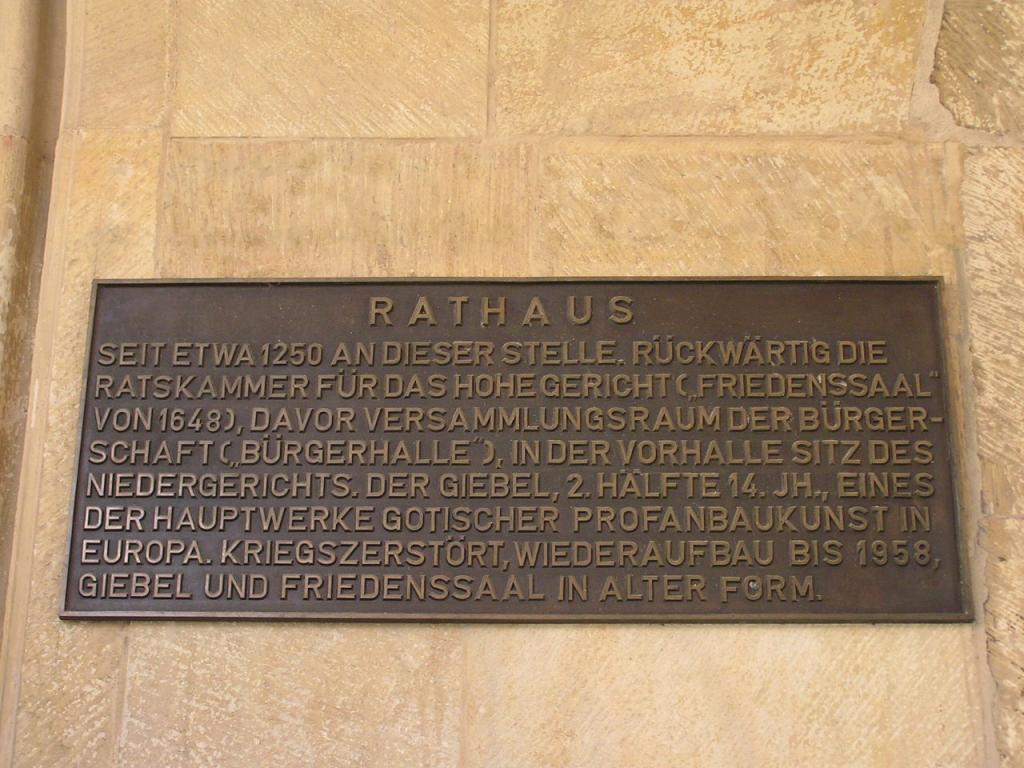 RATHAUS
SEIT ETWA 1250 AN DIESER STELLE. RÜCKWÄRTIG DIE
RATSKAMMER FÜR DAS HOHE GERICHT („FRIEDENSSAAL"
VON 1648), DAVOR VERSAMMLUNGSRAUM DER BÜRGER-
SCHAFT („BÜRGERHALLE"), IN DER VORHALLE SITZ DES
NIEDERGERICHTS. DER GIEBEL, 2. HÄLFTE 14. JH., EINES
DER HAUPTWERKE GOTISCHER PROFANBAUKUNST IN
EUROPA. KRIEGSZERSTÖRT, WIEDERAUFBAU BIS 1958,
GIEBEL UND FRIEDENSSAAL IN ALTER FORM.